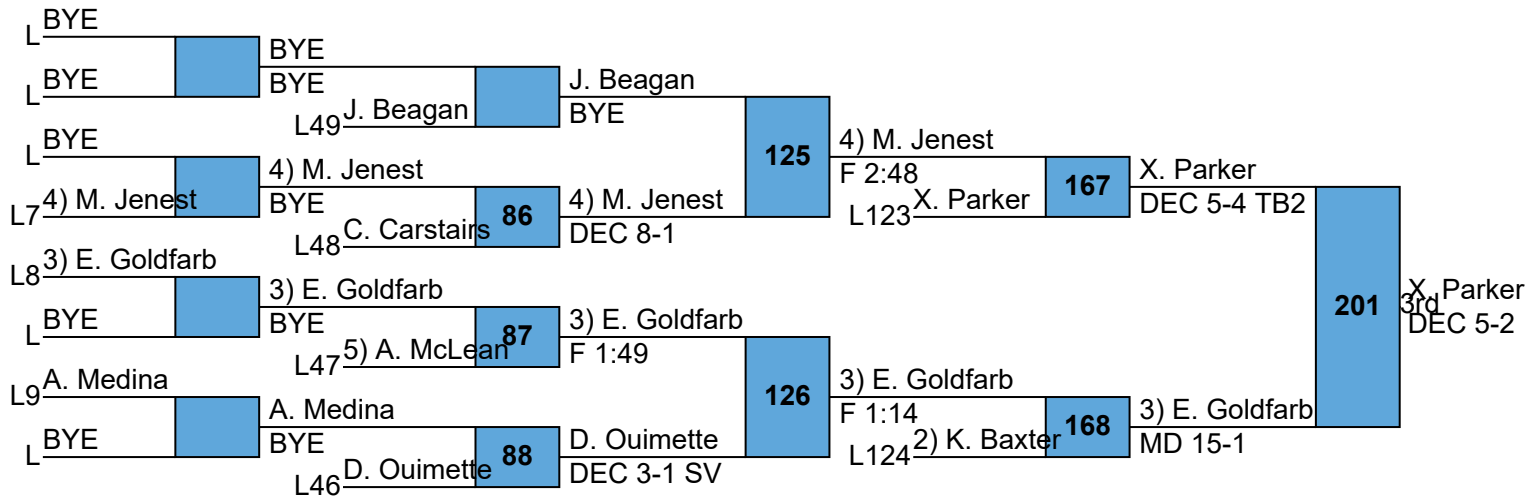 BYE
L
BYE
BYE
L
BYE
J. Beagan
L49
J. Beagan
BYE
BYE
L
4) M. Jenest
L7
4) M. Jenest
BYE
C. Carstairs
L48
86
4) M. Jenest
DEC 8-1
125
4) M. Jenest
F 2:48
X. Parker
L123
167
X. Parker
DEC 5-4 TB2
3) E. Goldfarb
L8
BYE
L
3) E. Goldfarb
BYE
5) A. McLean
L47
87
3) E. Goldfarb
F 1:49
A. Medina
L9
BYE
L
A. Medina
BYE
D. Ouimette
L46
88
D. Ouimette
DEC 3-1 SV
126
3) E. Goldfarb
F 1:14
2) K. Baxter
L124
168
3) E. Goldfarb
MD 15-1
201
X. Parker
3rd
DEC 5-2